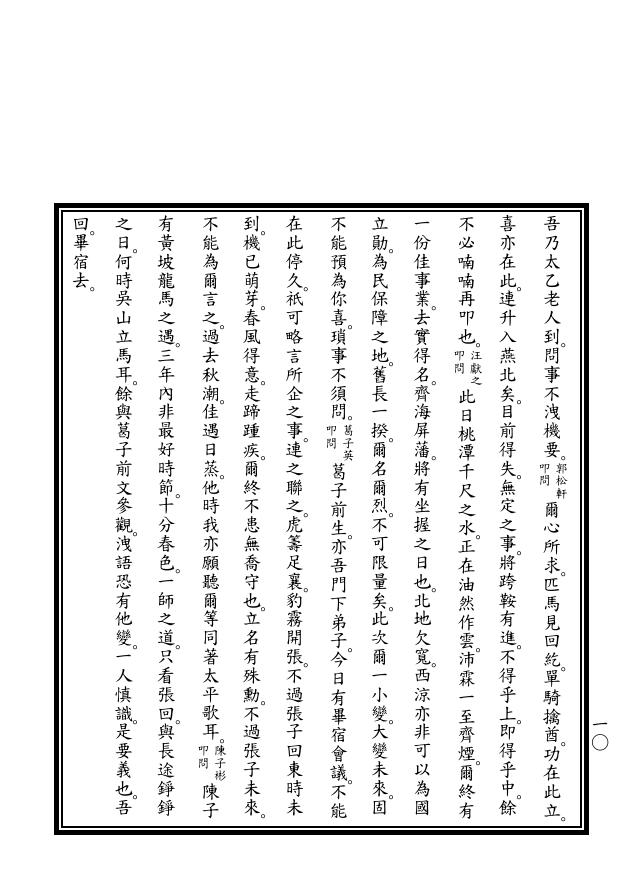 吾乃太乙老人到。問事不洩機要。郭松軒叩問爾心所求。匹馬見回紇。單騎擒酋。功在此立。
喜亦在此。連升入燕北矣。目前得失。無定之事。將跨鞍有進。不得乎上。即得乎中。餘
不必喃喃再叩也。汪獻之叩問此日桃潭千尺之水。正在油然作雲。沛霖一至齊煙。爾終有
一份佳事業。去實得名。齊海屏藩。將有坐握之日也。北地欠寬。西涼亦非可以為國
立勛。為民保障之地。舊長一揆。爾名爾烈。不可限量矣。此次爾一小變。大變未來。固
不能預為你喜。瑣事不須問。葛子英叩問葛子前生。亦吾門下弟子。今日有畢宿會議。不能
在此停久。祇可略言所企之事。連之聯之。虎籌足襄。豹霧開張。不過張子回東時未
到。機已萌芽。春風得意。走蹄踵疾。爾終不患無喬守也。立名有殊勳。不過張子未來。
不能為爾言之。過去秋潮。佳遇日蒸。他時我亦願聽爾等同著太平歌耳。陳子彬叩問陳子
有黃坡龍馬之遇。三年內非最好時節。十分春色。一師之道。只看張回。與長途錚錚
之日。何時吳山立馬耳。餘與葛子前文參觀。洩語恐有他變。一人慎識。是要義也。吾
回。畢宿去。
一〇